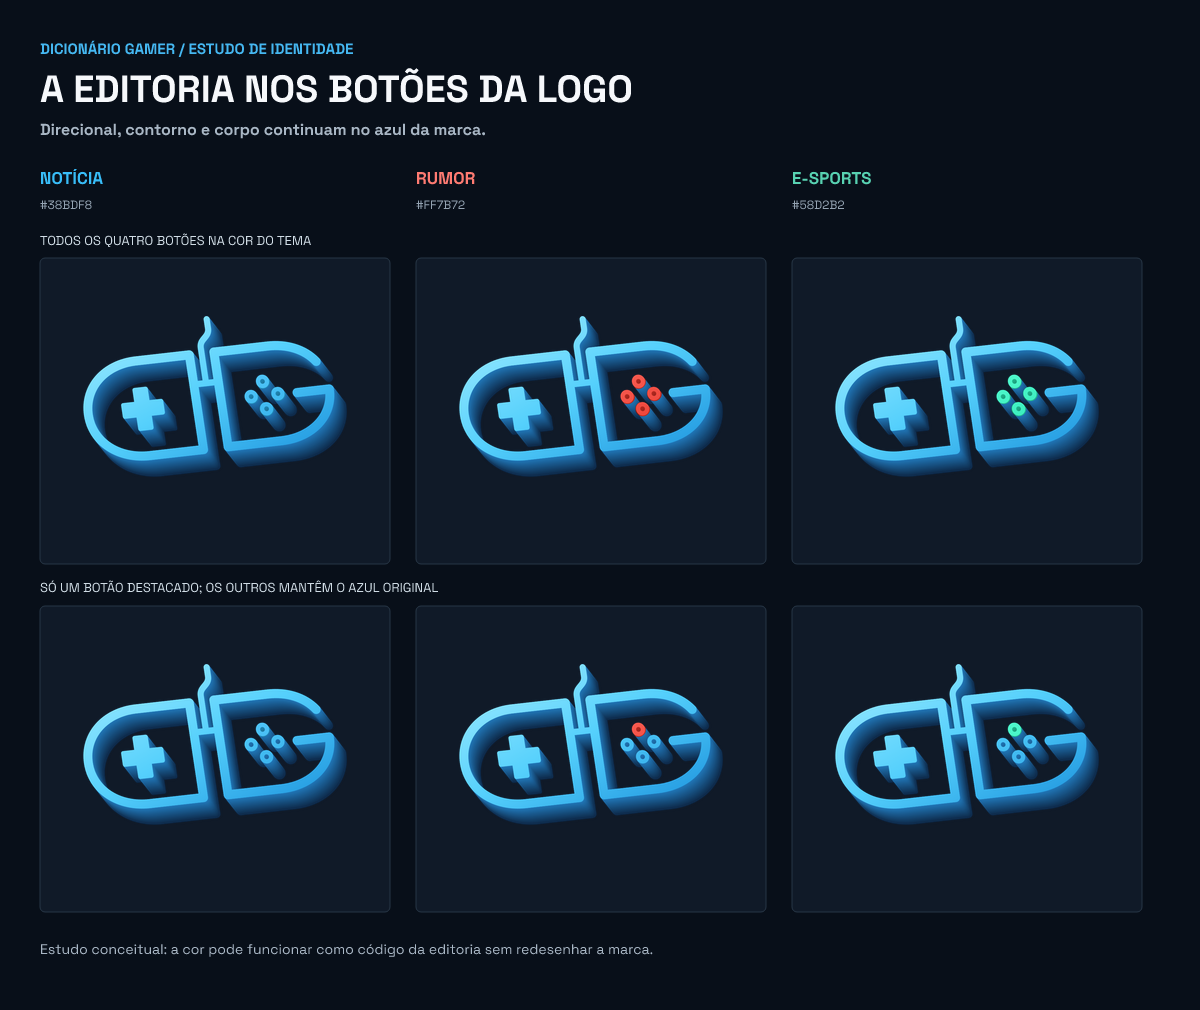 DICIONÁRIO GAMER / ESTUDO DE IDENTIDADE
A EDITORIA NOS BOTÕES DA LOGO
Direcional, contorno e corpo continuam no azul da marca.
NOTÍCIA
#38BDF8
RUMOR
#FF7B72
E-SPORTS
#58D2B2
TODOS OS QUATRO BOTÕES NA COR DO TEMA
SÓ UM BOTÃO DESTACADO; OS OUTROS MANTÊM O AZUL ORIGINAL
Estudo conceitual: a cor pode funcionar como código da editoria sem redesenhar a marca.